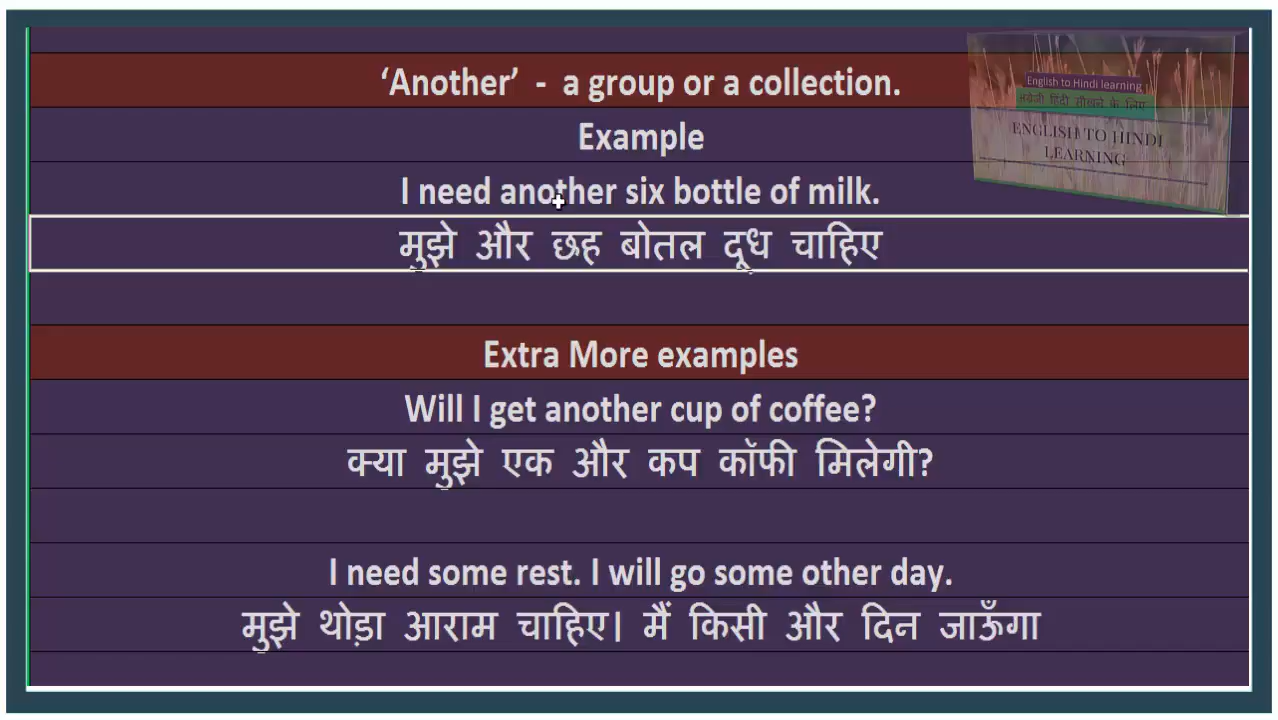 ‘Another’ - a group or a collection.
Example
I need another six bottle of milk.
मुझे और छह बोतल दूध चाहिए
Extra More examples
Will I get another cup of coffee?
क्या मुझे एक और कप कॉफी मिलेगी?
I need some rest. I will go some other day.
मुझे थोड़ा आराम चाहिए। मैं किसी और दिन जाऊँगा
English to Hindi learning
अंग्रेजी हिंदी सीखने के लिए
ENGLISH TO HINDI
LEARNING